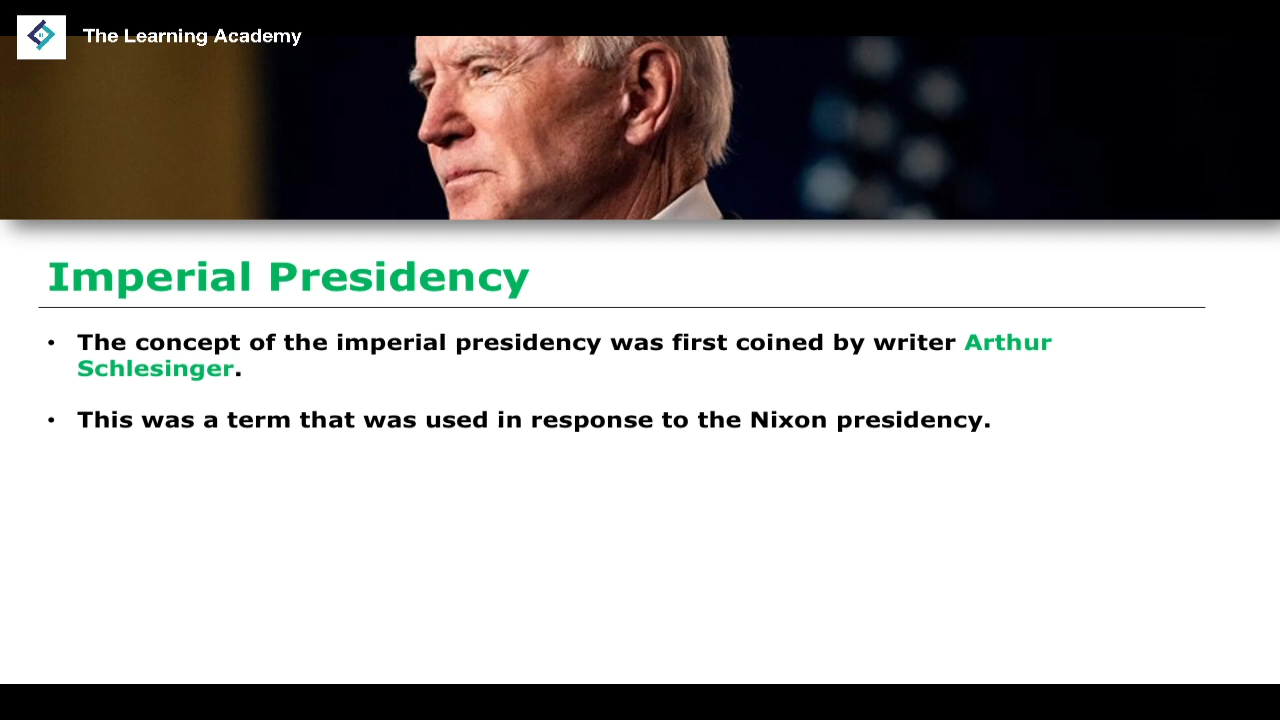 The Learning Academy
Imperial Presidency
• The concept of the imperial presidency was first coined by writer Arthur
Schlesinger.
• This was a term that was used in response to the Nixon presidency.